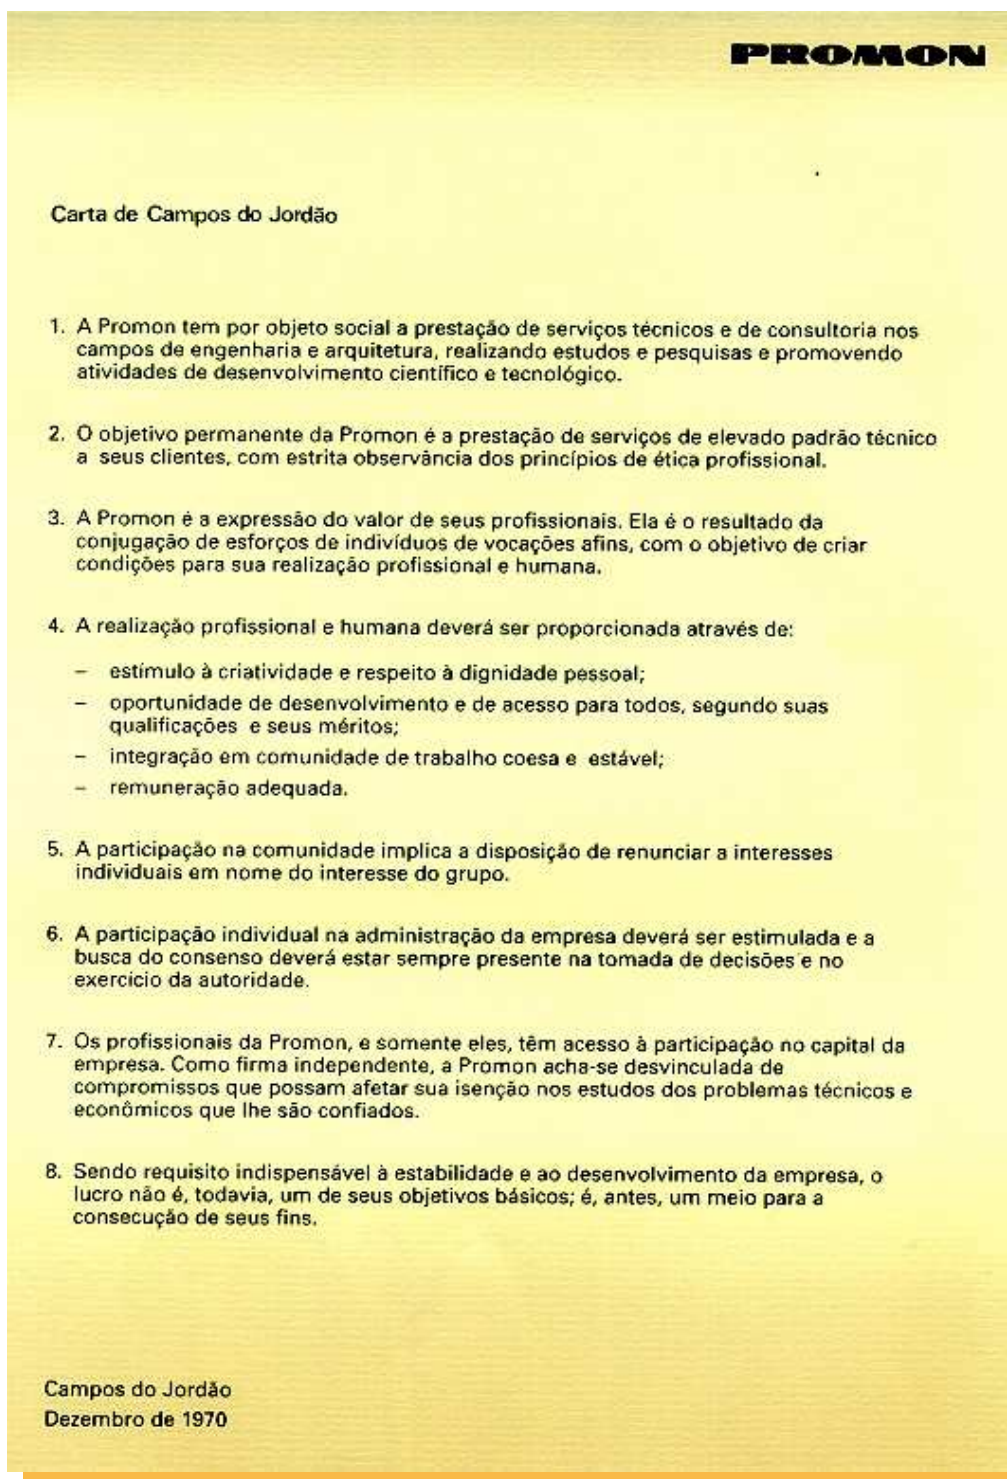 PROMON
Carta de Campos do Jordão
1. A Promon tem por objeto social a prestação de serviços técnicos e de consultoria nos
campos de engenharia e arquitetura, realizando estudos e pesquisas e promovendo
atividades de desenvolvimento científico e tecnológico.
2. O objetivo permanente da Promon é a prestação de serviços de elevado padrão técnico
a seus clientes, com estrita observância dos princípios de ética profissional.
3. A Promon é a expressão do valor de seus profissionais. Ela é o resultado da
conjugação de esforços de indivíduos de vocações afins, com o objetivo de criar
condições para sua realização profissional e humana.
4. A realização profissional e humana deverá ser proporcionada através de:
– estímulo à criatividade e respeito à dignidade pessoal;
– oportunidade de desenvolvimento e de acesso para todos, segundo suas
qualificações e seus méritos;
– integração em comunidade de trabalho coesa e estável;
– remuneração adequada.
5. A participação na comunidade implica a disposição de renunciar a interesses
individuais em nome do interesse do grupo.
6. A participação individual na administração da empresa deverá ser estimulada e a
busca do consenso deverá estar sempre presente na tomada de decisões e no
exercício da autoridade.
7. Os profissionais da Promon, e somente eles, têm acesso à participação no capital da
empresa. Como firma independente, a Promon acha-se desvinculada de
compromissos que possam afetar sua isenção nos estudos dos problemas técnicos e
econômicos que lhe são confiados.
8. Sendo requisito indispensável à estabilidade e ao desenvolvimento da empresa, o
lucro não é, todavia, um de seus objetivos básicos; é, antes, um meio para a
consecução de seus fins.
Campos do Jordão
Dezembro de 1970